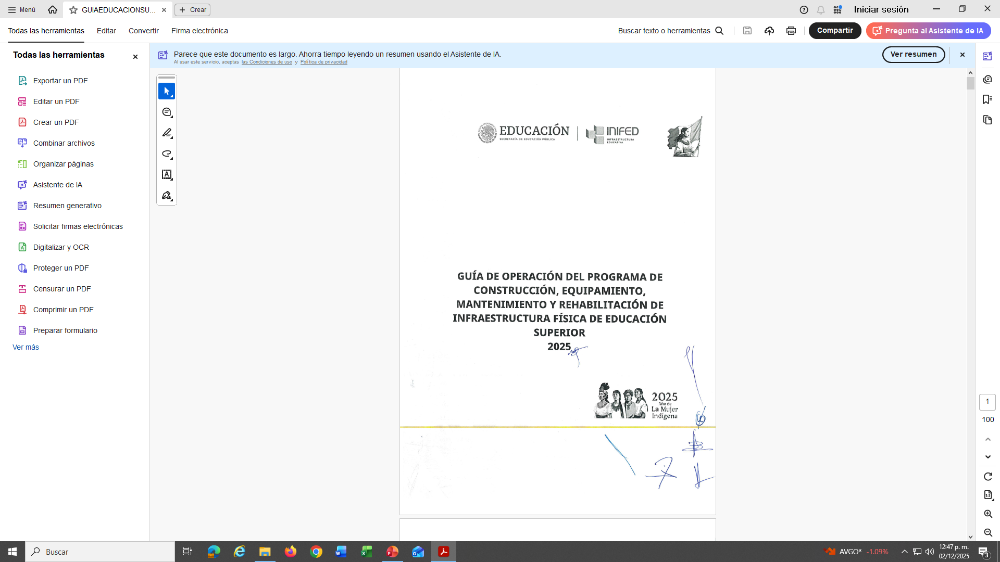 Menú
GUIAEDUCACIONSU...
Crear
Iniciar sesión
Todas las herramientas
Editar
Convertir
Firma electrónica
Buscar texto o herramientas
Compartir
Pregunta al Asistente de IA
Todas las herramientas
Parece que este documento es largo. Ahorra tiempo leyendo un resumen usando el Asistente de IA.
Al usar este servicio, aceptas las Condiciones de uso y Política de privacidad
Ver resumen
Exportar un PDF
Editar un PDF
Crear un PDF
Combinar archivos
Organizar páginas
Asistente de IA
Resumen generativo
Solicitar firmas electrónicas
Digitalizar y OCR
Proteger un PDF
Censurar un PDF
Comprimir un PDF
Preparar formulario
Ver más
EDUCACIÓN
SECRETARÍA DE EDUCACIÓN PÚBLICA
INIFED
INFRAESTRUCTURA
EDUCATIVA
GUÍA DE OPERACIÓN DEL PROGRAMA DE
CONSTRUCCIÓN, EQUIPAMIENTO,
MANTENIMIENTO Y REHABILITACIÓN DE
INFRAESTRUCTURA FÍSICA DE EDUCACIÓN
SUPERIOR
2025
2025
Año de
La Mujer
Indígena
1
100
Buscar
AVGO* -1.09%
12:47 p. m.
02/12/2025
3